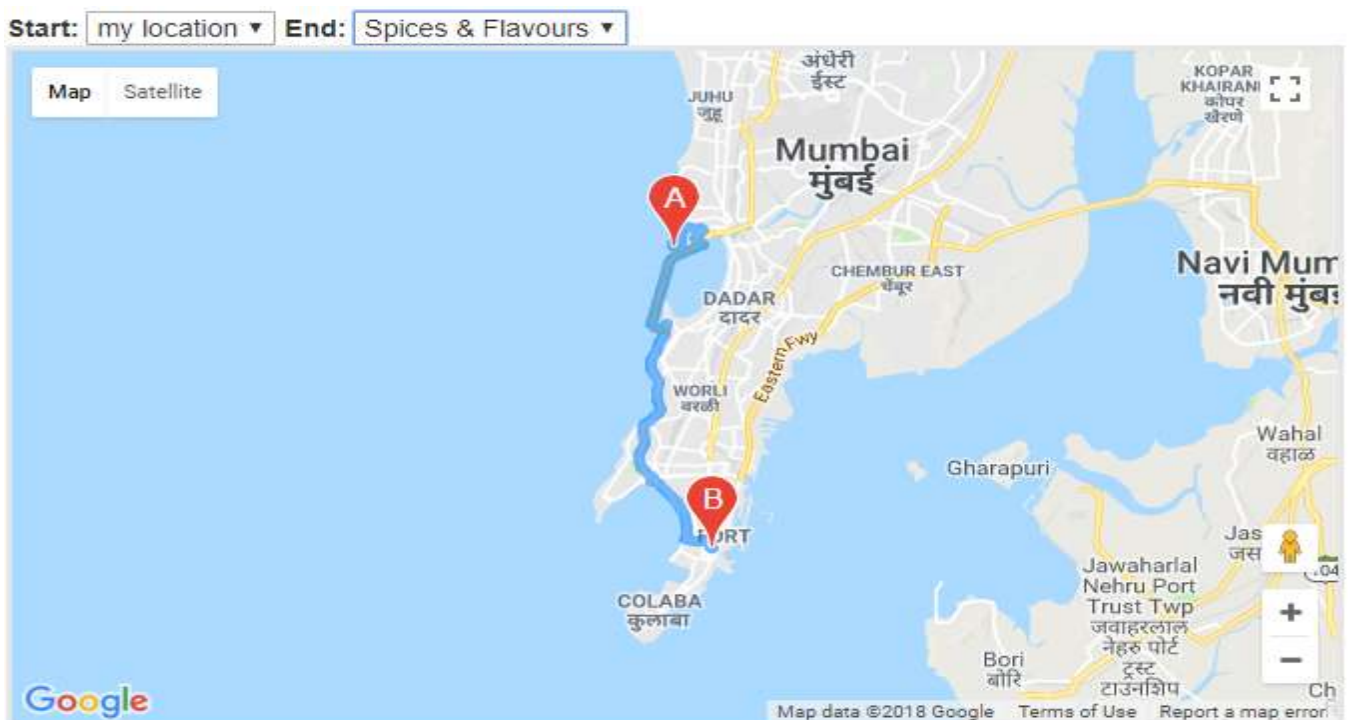 Start: my location ▼ End: Spices & Flavours ▼
Map Satellite
अंधेरी
ईस्ट
JUHU
जुहू
KOPAR
KHAIRANE
कोपर
खैरणे
Mumbai
मुंबई
A
CHEMBUR EAST
चेंबूर
Navi Mum
नवी मुंब
DADAR
दादर
Eastern Fwy
WORLI
वरळी
Wahal
वहाळ
Gharapuri
B
FORT
Jas
जस
Jawaharlal
Nehru Port
Trust Twp
जवाहरलाल
नेहरु पोर्ट
ट्रस्ट
टाउनशिप
COLABA
कुलाबा
+
−
Bori
बोरि
Ch
Google
Map data ©2018 Google Terms of Use Report a map error